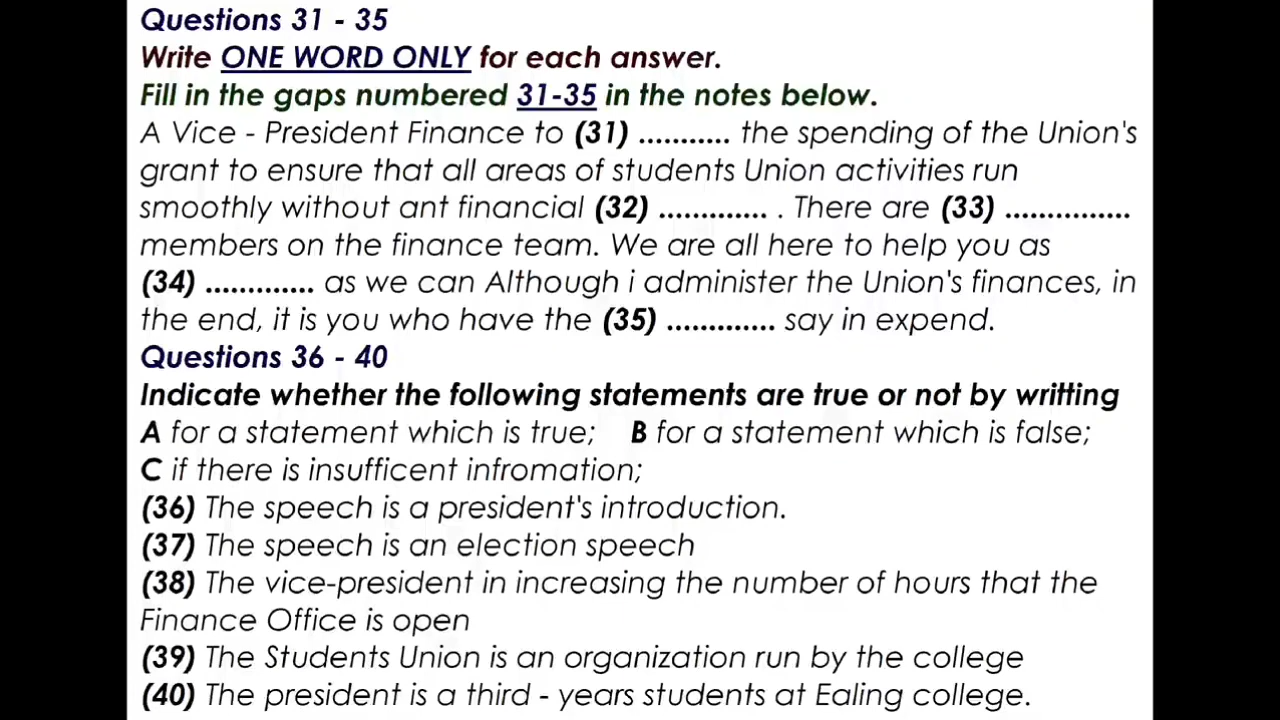 Questions 31 - 35
Write ONE WORD ONLY for each answer.
Fill in the gaps numbered 31-35 in the notes below.
A Vice - President Finance to (31) ........... the spending of the Union's
grant to ensure that all areas of students Union activities run
smoothly without ant financial (32) ............. . There are (33) ...............
members on the finance team. We are all here to help you as
(34) ............. as we can Although i administer the Union's finances, in
the end, it is you who have the (35) ............. say in expend.
Questions 36 - 40
Indicate whether the following statements are true or not by writting
A for a statement which is true; B for a statement which is false;
C if there is insufficent infromation;
(36) The speech is a president's introduction.
(37) The speech is an election speech
(38) The vice-president in increasing the number of hours that the
Finance Office is open
(39) The Students Union is an organization run by the college
(40) The president is a third - years students at Ealing college.